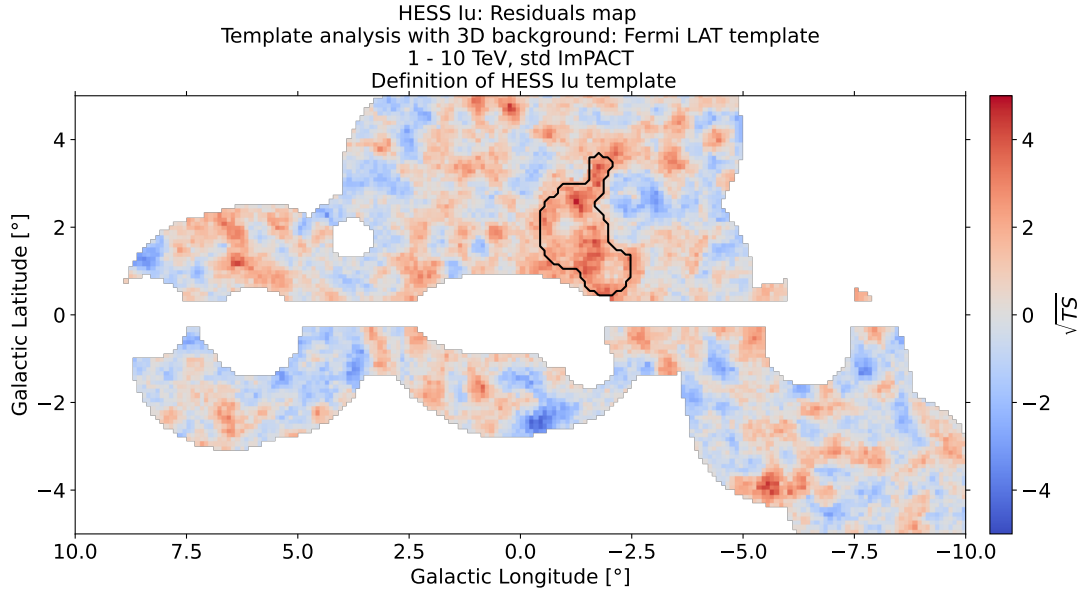 HESS Iu: Residuals map
Template analysis with 3D background: Fermi LAT template
1 - 10 TeV, std ImPACT
Definition of HESS Iu template
Galactic Latitude [°]
4
2
0
−2
−4
10.0 7.5 5.0 2.5 0.0 −2.5 −5.0 −7.5 −10.0
Galactic Longitude [°]
4
2
0
−2
−4
√TS